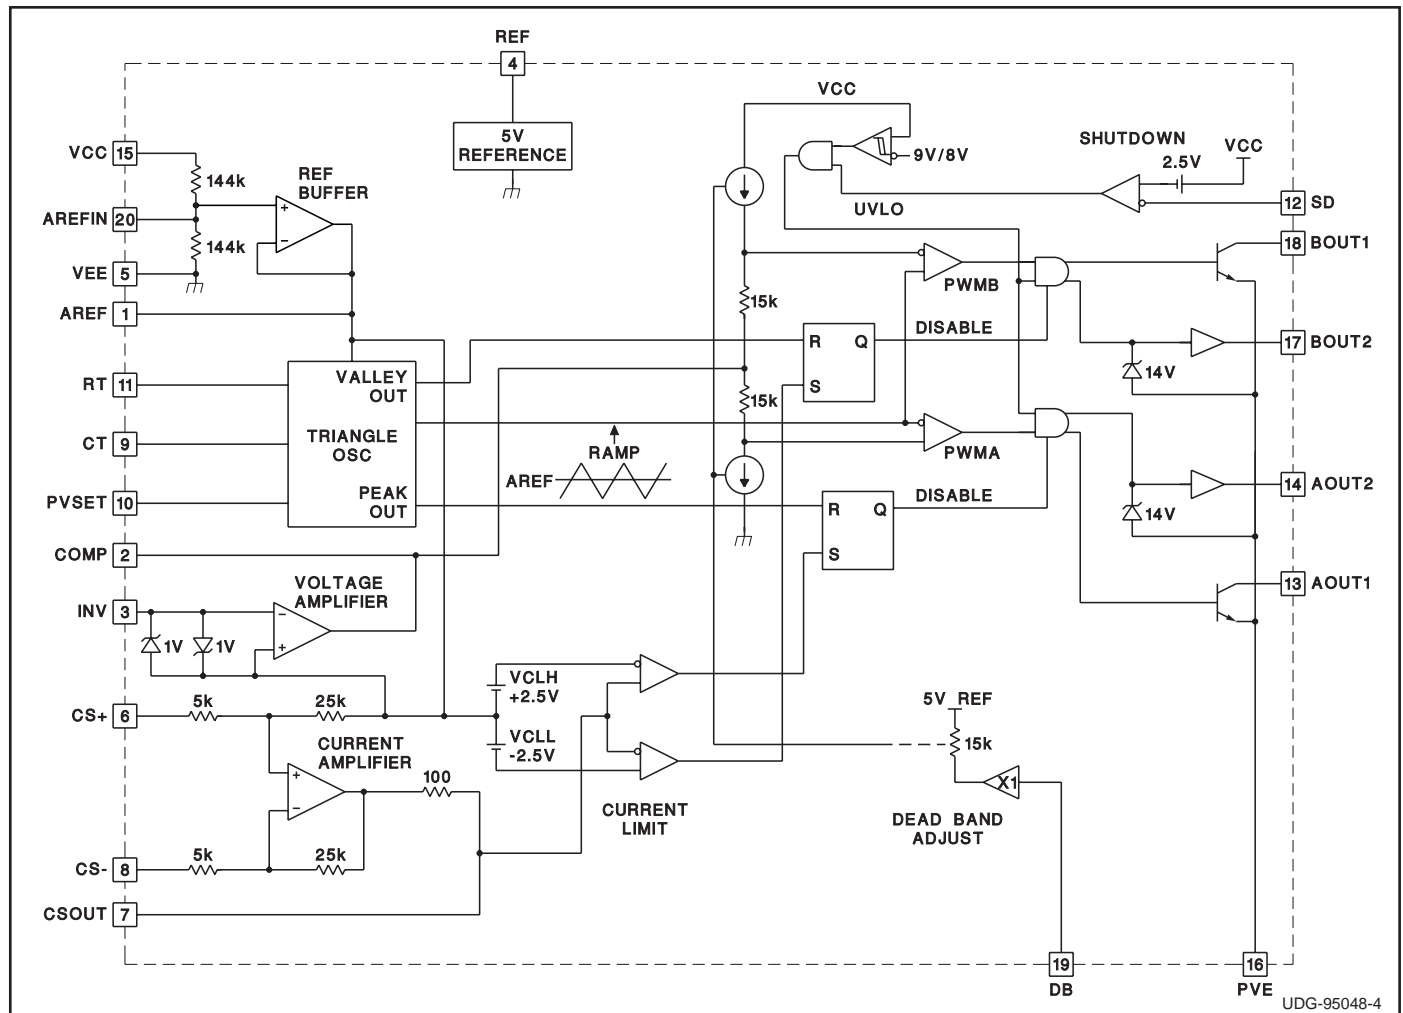 REF
4
5V
REFERENCE
VCC
15
144k
REF
BUFFER
+
−
AREFIN
20
144k
VEE
5
AREF
1
RT
11
CT
9
PVSET
10
VALLEY
OUT
TRIANGLE
OSC
PEAK
OUT
COMP
2
INV
3
1V
1V
VOLTAGE
AMPLIFIER
−
+
CS+
6
5k
25k
CURRENT
AMPLIFIER
+
−
100
CS-
8
5k
25k
CSOUT
7
RAMP
AREF
VCLH
+2.5V
VCLL
-2.5V
CURRENT
LIMIT
VCC
9V/8V
UVLO
SHUTDOWN
2.5V
VCC
12
SD
18
BOUT1
PWMB
15k
R
Q
S
DISABLE
14V
17
BOUT2
15k
PWMA
R
Q
S
DISABLE
14V
14
AOUT2
13
AOUT1
5V REF
15k
X1
DEAD BAND
ADJUST
19
DB
16
PVE
UDG-95048-4